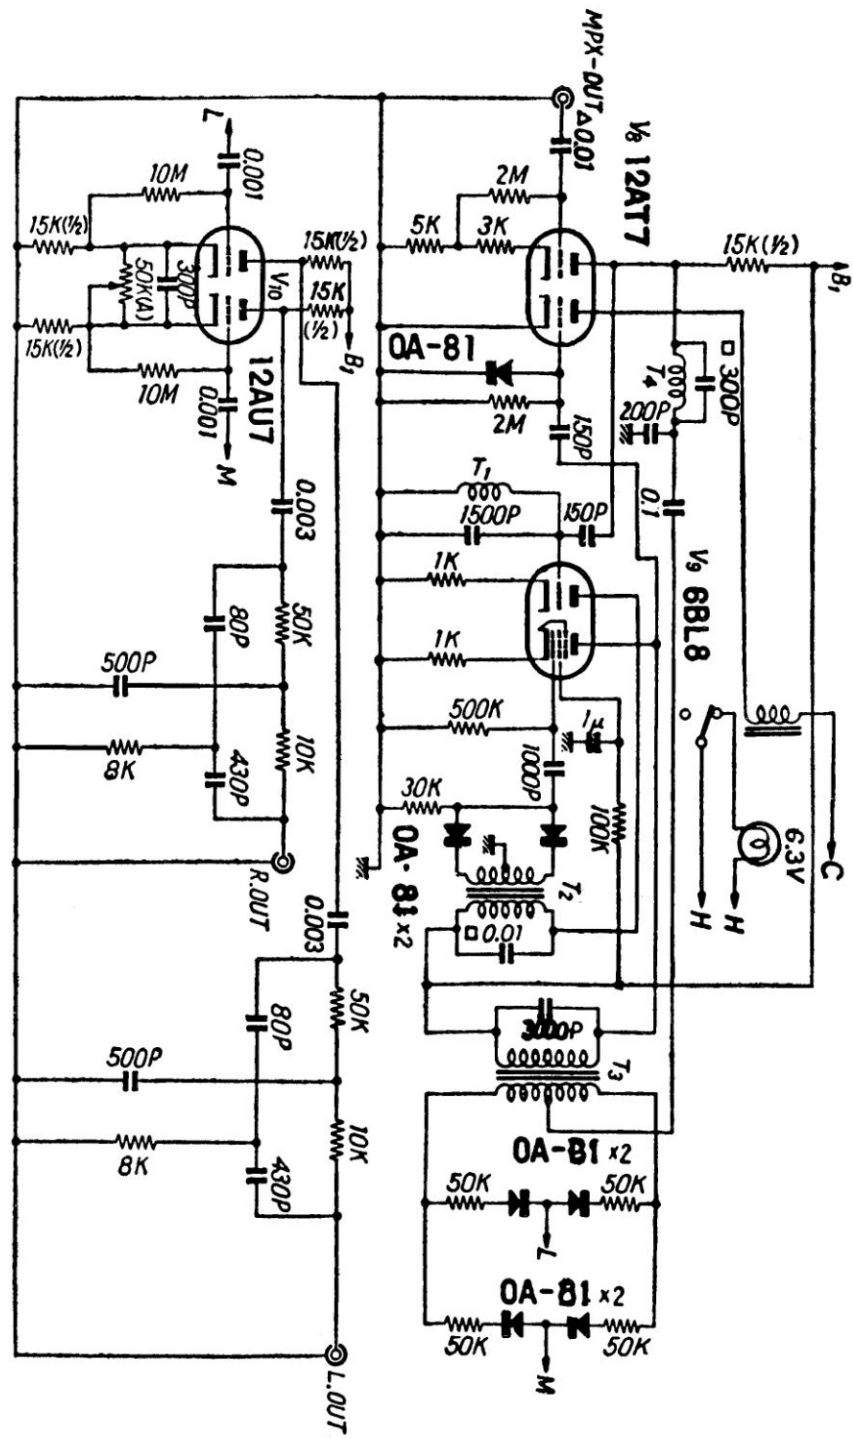 MPX-OUT
Δ0.01
V8 12AT7
2M
5K
3K
15K(½)
B1
OA-81
2M
150P
T4
□ 300P
200P
0.1
L
0.001
10M
15K(½)
50K(A)
300P
V10
15K(½)
15K
(½)
B1
15K(½)
10M
0.001
12AU7
M
T1
1500P
150P
V9 6BL8
1K
1K
500K
1μ
1000P
100K
30K
OA-81×2
T2
□ 0.01
6.3V
C
H
H
0.003
80P
50K
500P
10K
8K
430P
R.OUT
0.003
3000P
T3
80P
50K
500P
10K
8K
430P
L.OUT
OA-81×2
50K
50K
L
OA-81×2
50K
50K
M